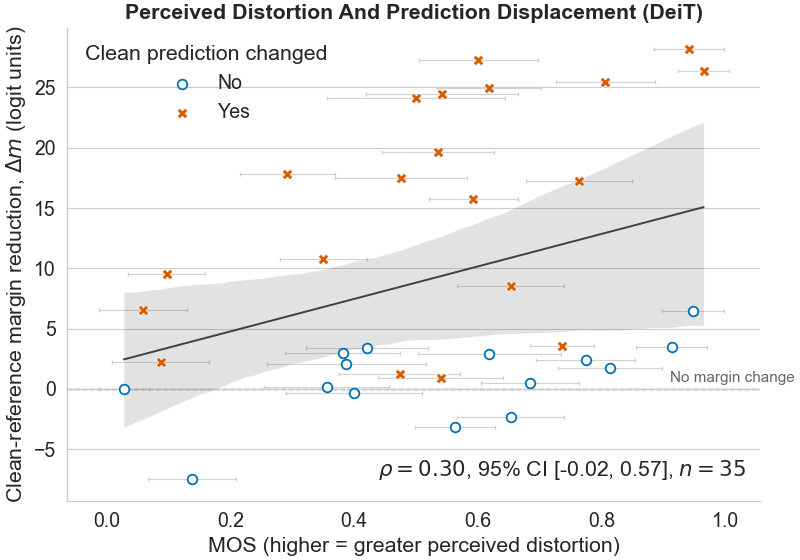 Perceived Distortion And Prediction Displacement (DeiT)
Clean-reference margin reduction, Δm (logit units)
Clean prediction changed
No
Yes
25
20
15
10
5
0
−5
No margin change
ρ = 0.30, 95% CI [-0.02, 0.57], n = 35
0.0 0.2 0.4 0.6 0.8 1.0
MOS (higher = greater perceived distortion)